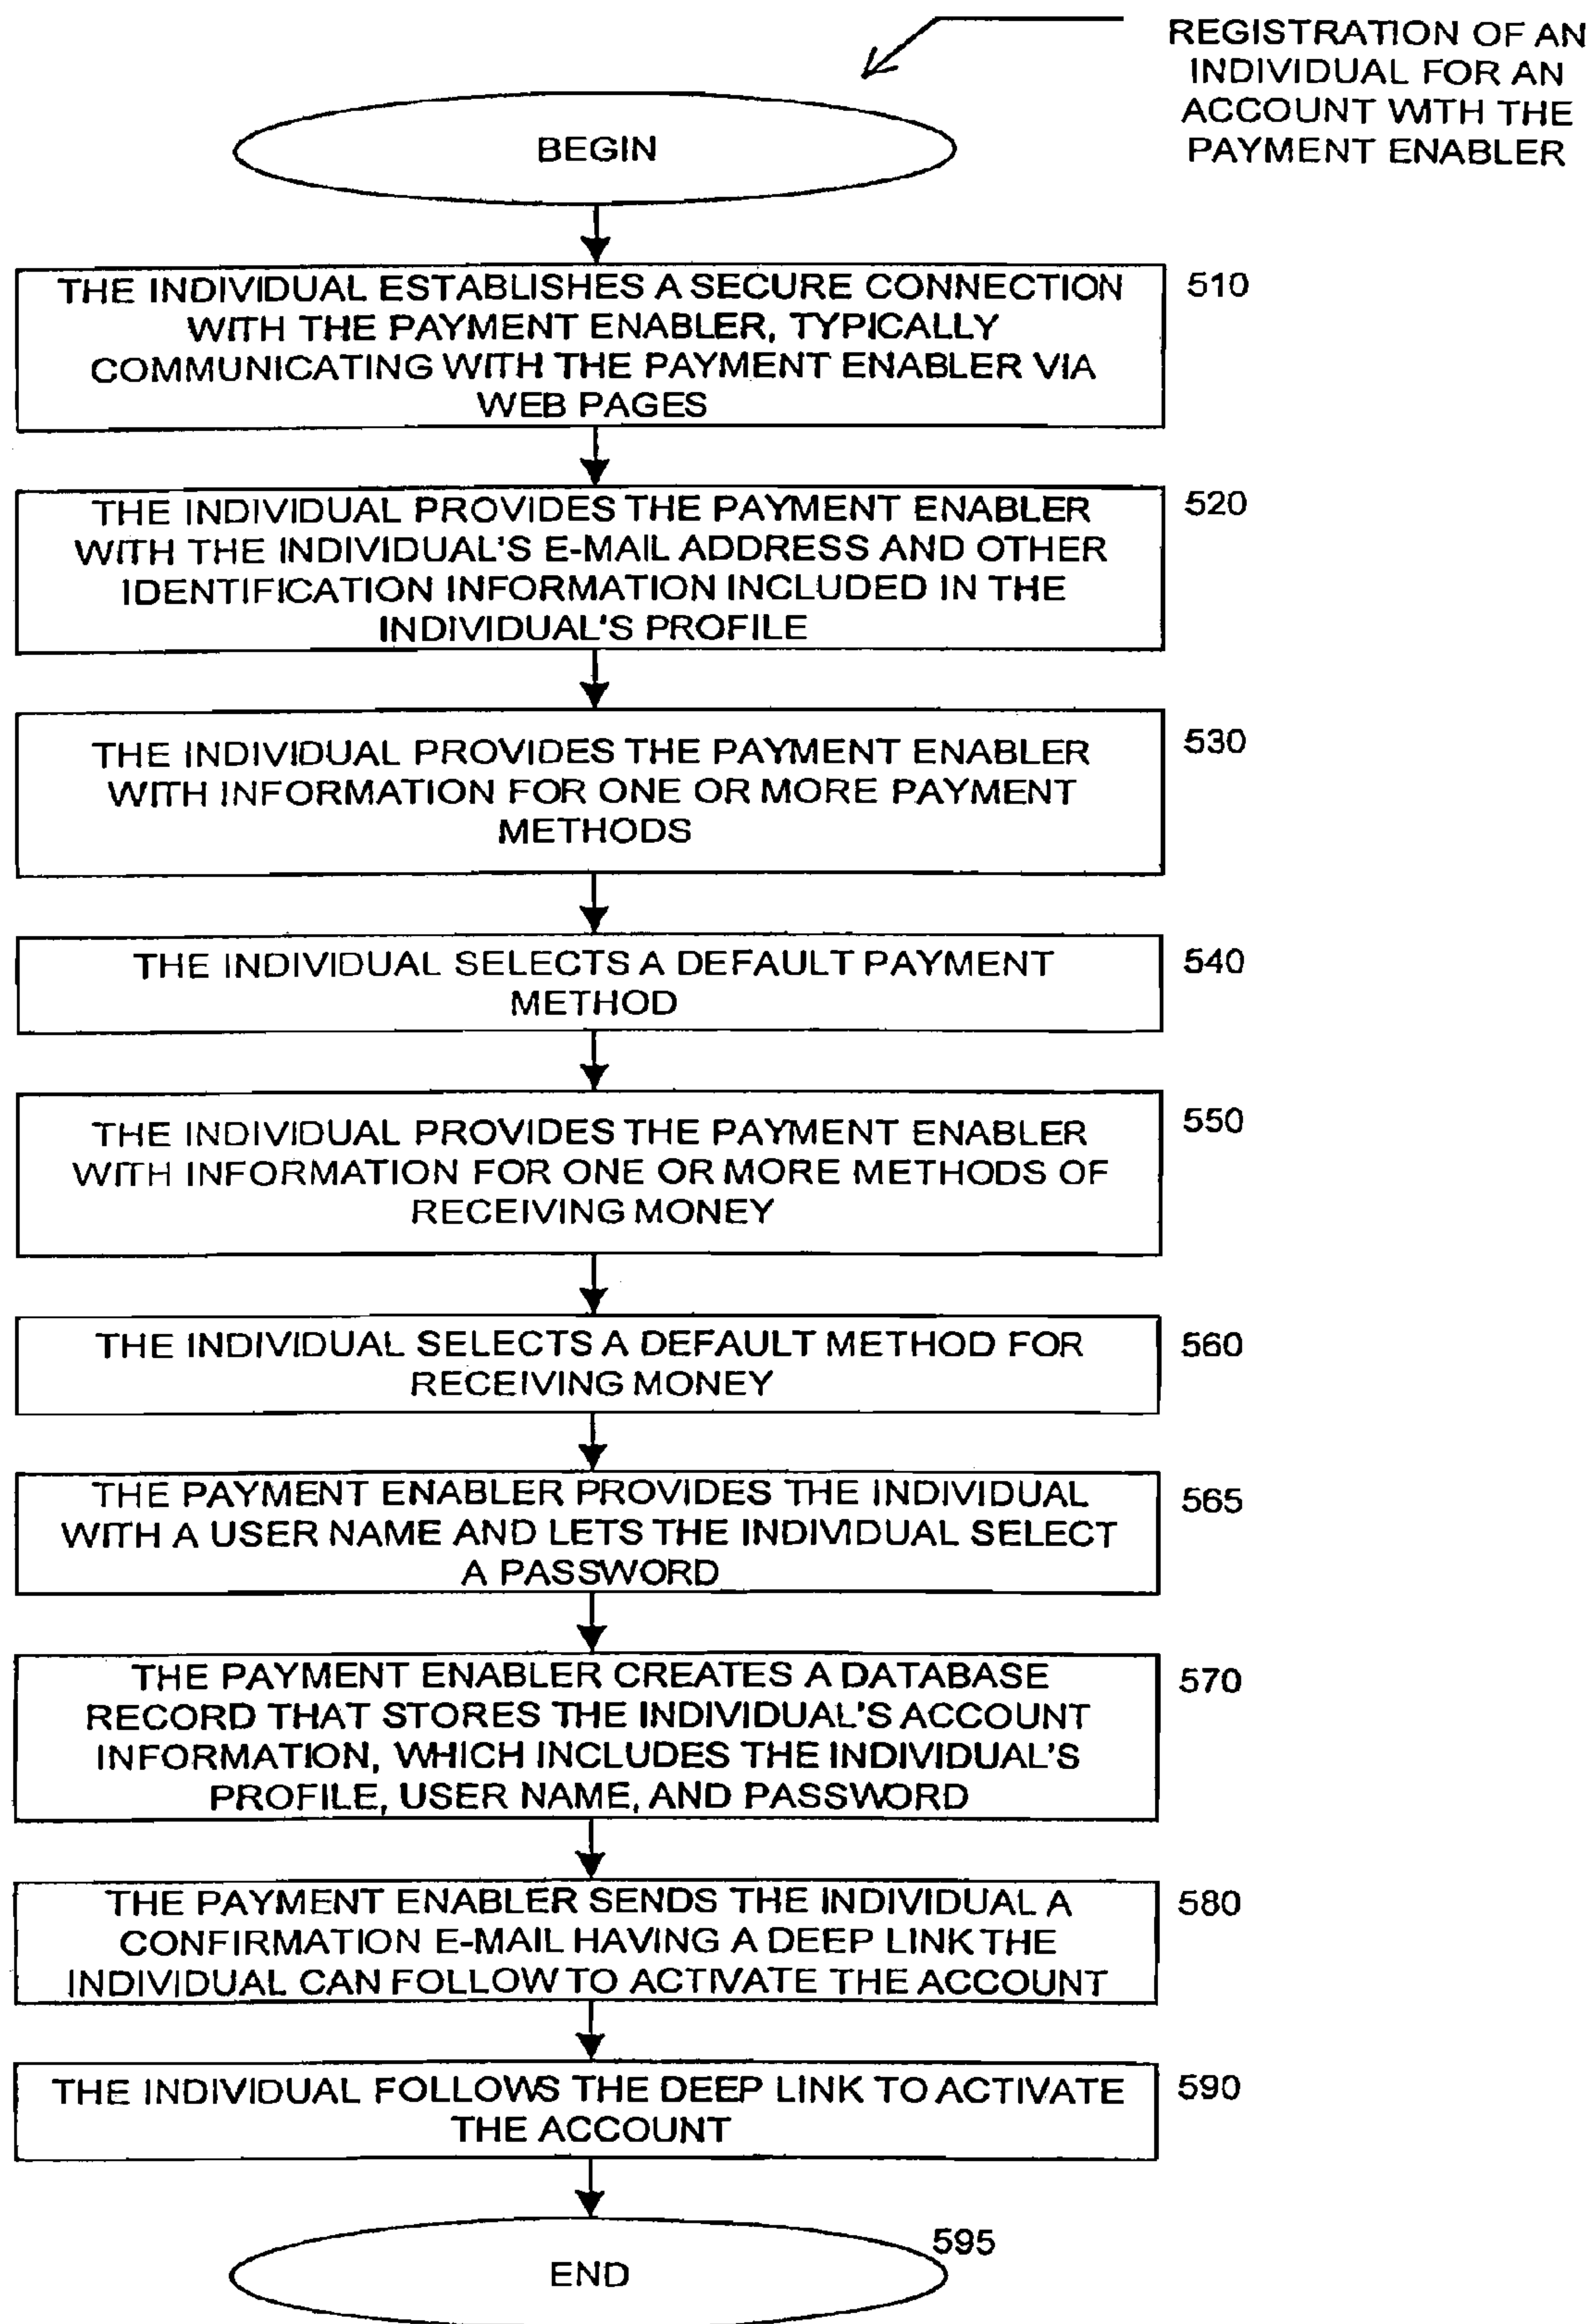 REGISTRATION OF AN
INDIVIDUAL FOR AN
ACCOUNT WITH THE
PAYMENT ENABLER
BEGIN
THE INDIVIDUAL ESTABLISHES A SECURE CONNECTION
WITH THE PAYMENT ENABLER, TYPICALLY
COMMUNICATING WITH THE PAYMENT ENABLER VIA
WEB PAGES
510
THE INDIVIDUAL PROVIDES THE PAYMENT ENABLER
WITH THE INDIVIDUAL'S E-MAIL ADDRESS AND OTHER
IDENTIFICATION INFORMATION INCLUDED IN THE
INDIVIDUAL'S PROFILE
520
THE INDIVIDUAL PROVIDES THE PAYMENT ENABLER
WITH INFORMATION FOR ONE OR MORE PAYMENT
METHODS
530
THE INDIVIDUAL SELECTS A DEFAULT PAYMENT
METHOD
540
THE INDIVIDUAL PROVIDES THE PAYMENT ENABLER
WITH INFORMATION FOR ONE OR MORE METHODS OF
RECEIVING MONEY
550
THE INDIVIDUAL SELECTS A DEFAULT METHOD FOR
RECEIVING MONEY
560
THE PAYMENT ENABLER PROVIDES THE INDIVIDUAL
WITH A USER NAME AND LETS THE INDIVIDUAL SELECT
A PASSWORD
565
THE PAYMENT ENABLER CREATES A DATABASE
RECORD THAT STORES THE INDIVIDUAL'S ACCOUNT
INFORMATION, WHICH INCLUDES THE INDIVIDUAL'S
PROFILE, USER NAME, AND PASSWORD
570
THE PAYMENT ENABLER SENDS THE INDIVIDUAL A
CONFIRMATION E-MAIL HAVING A DEEP LINK THE
INDIVIDUAL CAN FOLLOW TO ACTIVATE THE ACCOUNT
580
THE INDIVIDUAL FOLLOWS THE DEEP LINK TO ACTIVATE
THE ACCOUNT
590
END
595